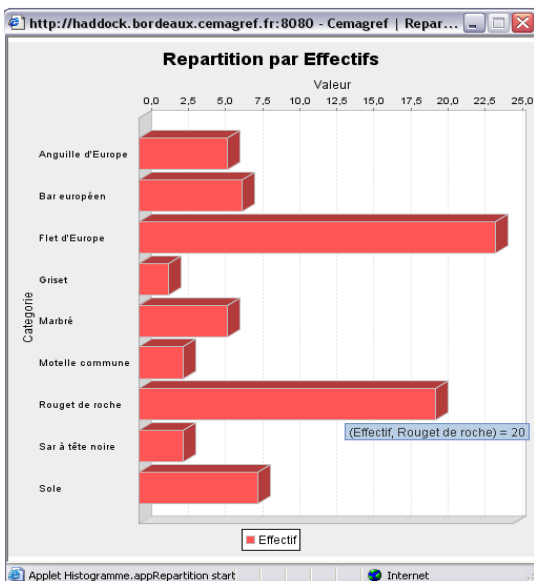 http://haddock.bordeaux.cemagref.fr:8080 - Cemagref | Repar...
Repartition par Effectifs
Valeur
0,0 2,5 5,0 7,5 10,0 12,5 15,0 17,5 20,0 22,5 25,0
Categorie
Anguille d'Europe
Bar européen
Flet d'Europe
Griset
Marbré
Motelle commune
Rouget de roche
(Effectif, Rouget de roche) = 20
Sar à tête noire
Sole
Effectif
Applet Histogramme.appRepartition start
Internet